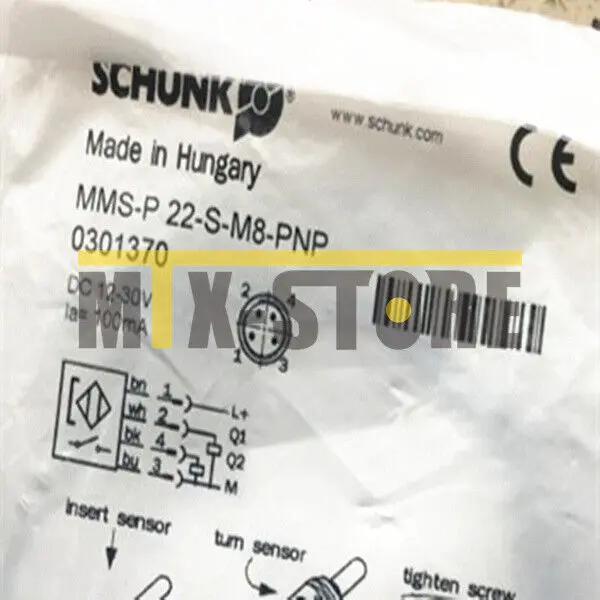 SCHUNK ®
www.schunk.com
CE
Made in Hungary
MMS-P 22-S-M8-PNP
0301370
DC 12-30V
Ia= 100mA
MTX STORE
2 4
1 3
bn 1 L+
wh 2 Q1
bk 4 Q2
bu 3 M
insert sensor
turn sensor
tighten screw